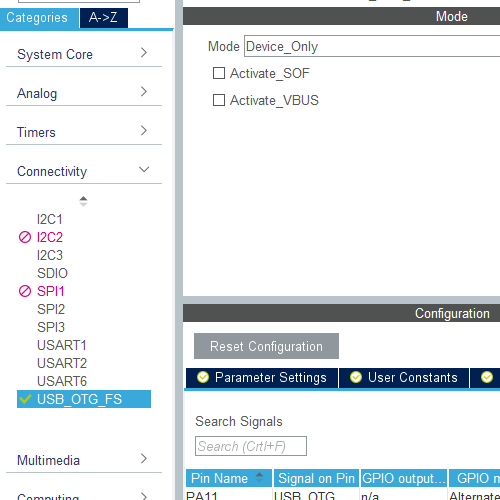 Categories A->Z
System Core
Analog
Timers
Connectivity
I2C1
I2C2
I2C3
SDIO
SPI1
SPI2
SPI3
USART1
USART2
USART6
USB_OTG_FS
Multimedia
Computing
Mode
Mode Device_Only
Activate_SOF
Activate_VBUS
Configuration
Reset Configuration
Parameter Settings User Constants
Search Signals
Search (CrtI+F)
Pin Name Signal on Pin GPIO output... GPIO
PA11 USB_OTG n/a Alternate